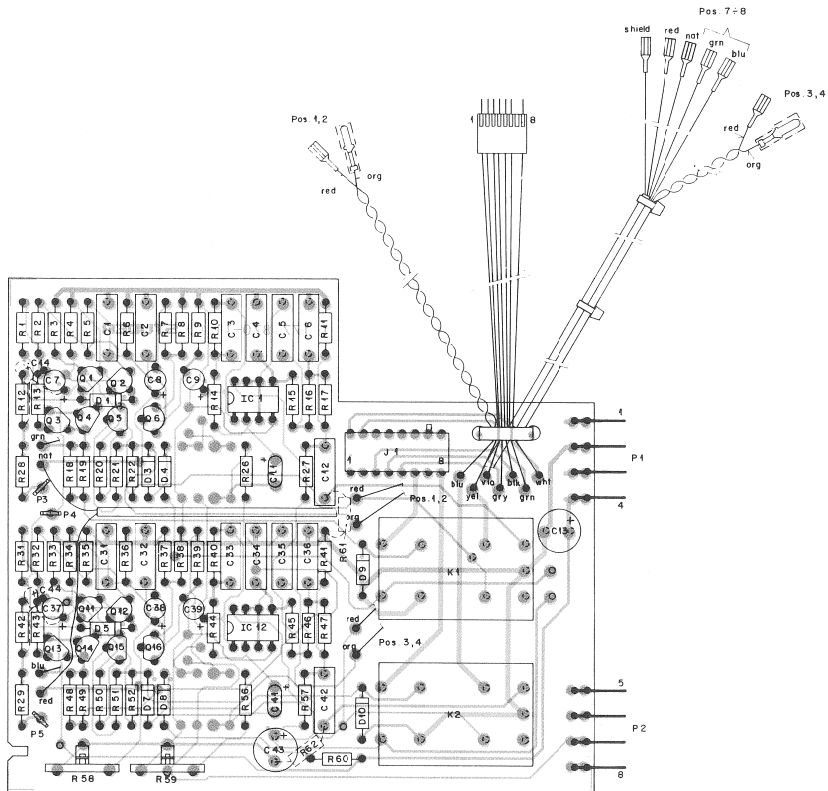 Pos. 7÷8
shield red nat grn blu
Pos. 3,4
red
org
Pos. 1,2
red
org
1 8
R1 R2 R3 R4 R5 C1 R6 C2 R7 R8 R9 R10 C3 C4 C5 C6 R11
C14
R12 R13 C7 Q1 Q2 C8 C9 R14 IC 1 R15 R16 R17
D1
Q3 Q4 Q5 Q6
1
P1
4
grn
nat
J1
1 8
blu vio blk wht
yel gry grn
R28 R18 R19 R20 R21 R22 D3 D4 R26 C11 R27 C12
P3
P4
red
Pos. 1,2
org
C13
R31 R32 R33 R34 R35 C31 R36 C32 R37 R38 R39 R40 C33 C34 C35 C36 R41
R61
D9
K1
C44
R42 R43 C37 Q11 Q12 C38 C39 R44 IC 12 R45 R46 R47
D5
Q13 Q14 Q15 Q16
red
Pos. 3,4
org
blu
red
R29 R48 R49 R50 R51 R52 D7 D8 R56 C41 R57 C42
D10
K2
5
P2
8
P5
C43
R62
R60
R58 R59